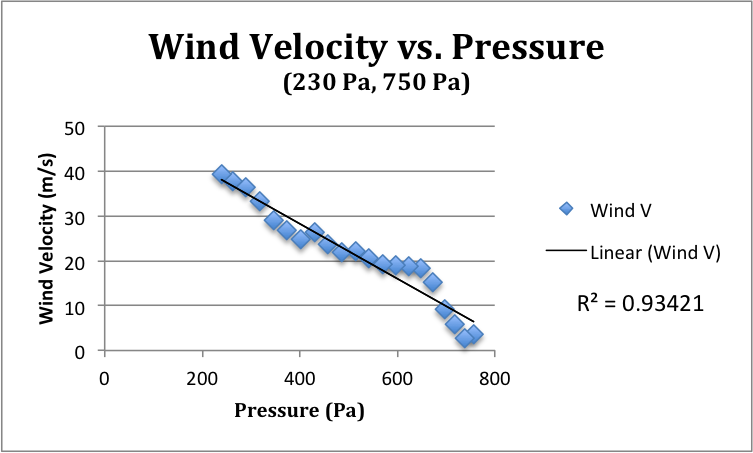 Wind Velocity vs. Pressure
(230 Pa, 750 Pa)
Wind Velocity (m/s)
50
40
30
20
10
0
0 200 400 600 800
Pressure (Pa)
Wind V
Linear (Wind V)
R² = 0.93421